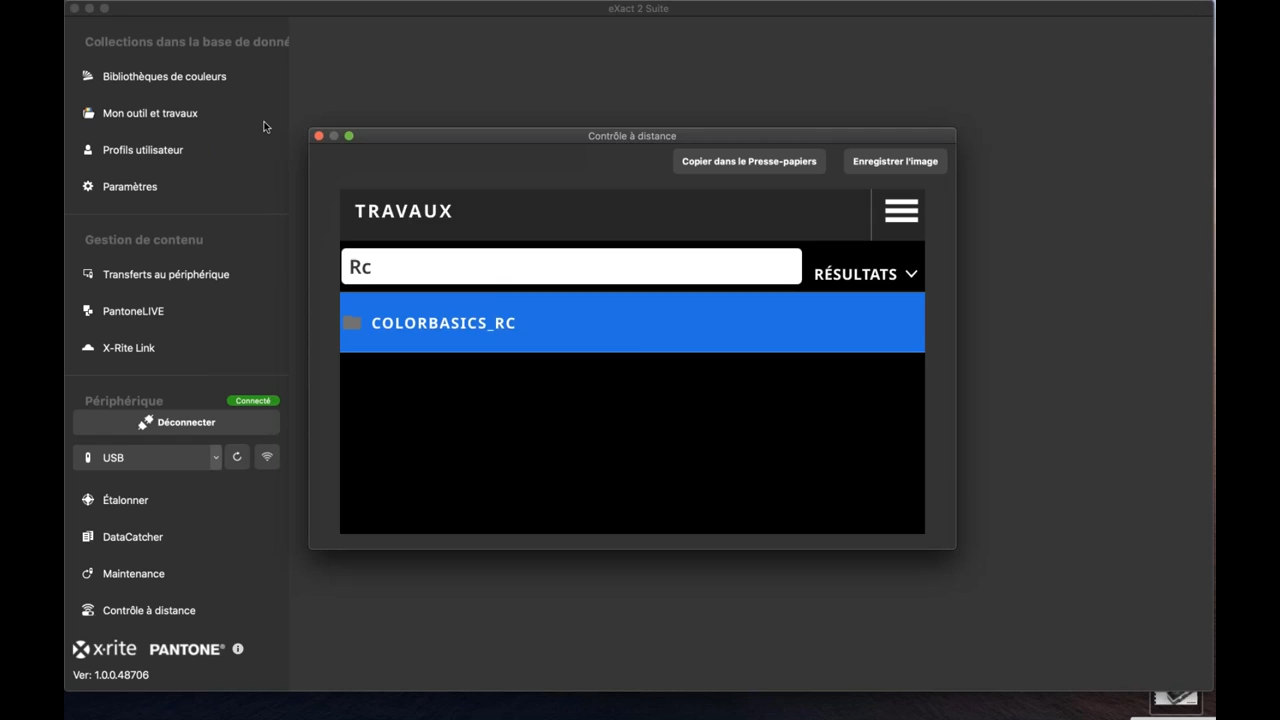 eXact 2 Suite
Collections dans la base de donné
Bibliothèques de couleurs
Mon outil et travaux
Profils utilisateur
Paramètres
Gestion de contenu
Transferts au périphérique
PantoneLIVE
X-Rite Link
Périphérique
Connecté
Déconnecter
USB
Étalonner
DataCatcher
Maintenance
Contrôle à distance
x·rite PANTONE®
Ver: 1.0.0.48706
Contrôle à distance
Copier dans le Presse-papiers
Enregistrer l'image
TRAVAUX
Rc
RÉSULTATS
COLORBASICS_RC